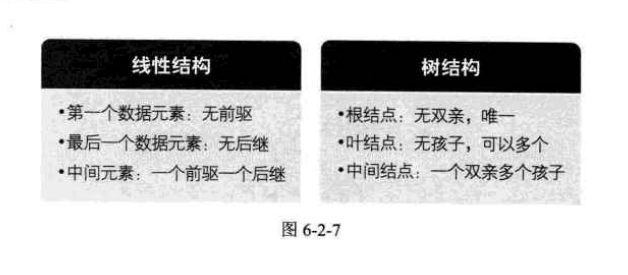 线性结构
•第一个数据元素：无前驱
•最后一个数据元素：无后继
•中间元素：一个前驱一个后继
树结构
•根结点：无双亲，唯一
•叶结点：无孩子，可以多个
•中间结点：一个双亲多个孩子
图 6-2-7